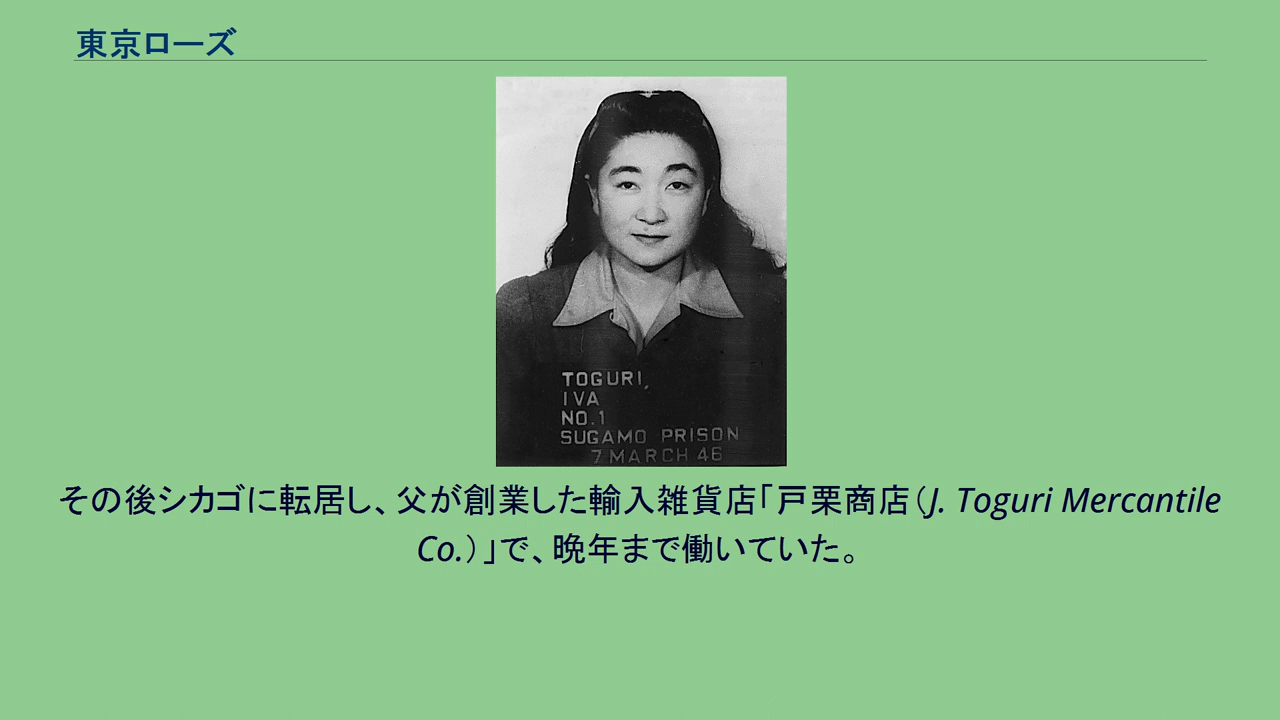 東京ローズ
TOGURI,
IVA
NO.1
SUGAMO PRISON
7 MARCH 46
その後シカゴに転居し、父が創業した輸入雑貨店「戸栗商店（J. Toguri Mercantile
Co.）」で、晩年まで働いていた。